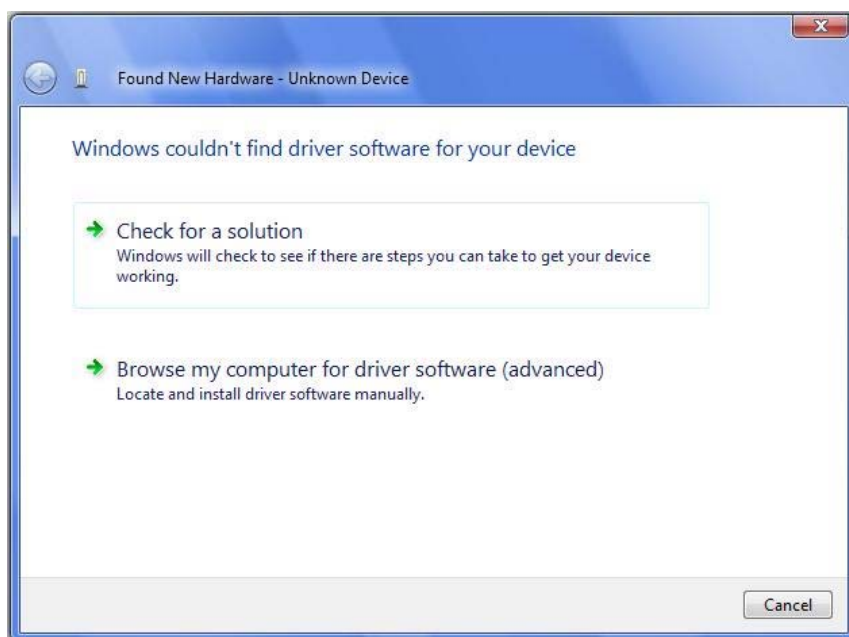 Found New Hardware - Unknown Device
Windows couldn't find driver software for your device
Check for a solution
Windows will check to see if there are steps you can take to get your device
working.
Browse my computer for driver software (advanced)
Locate and install driver software manually.
Cancel